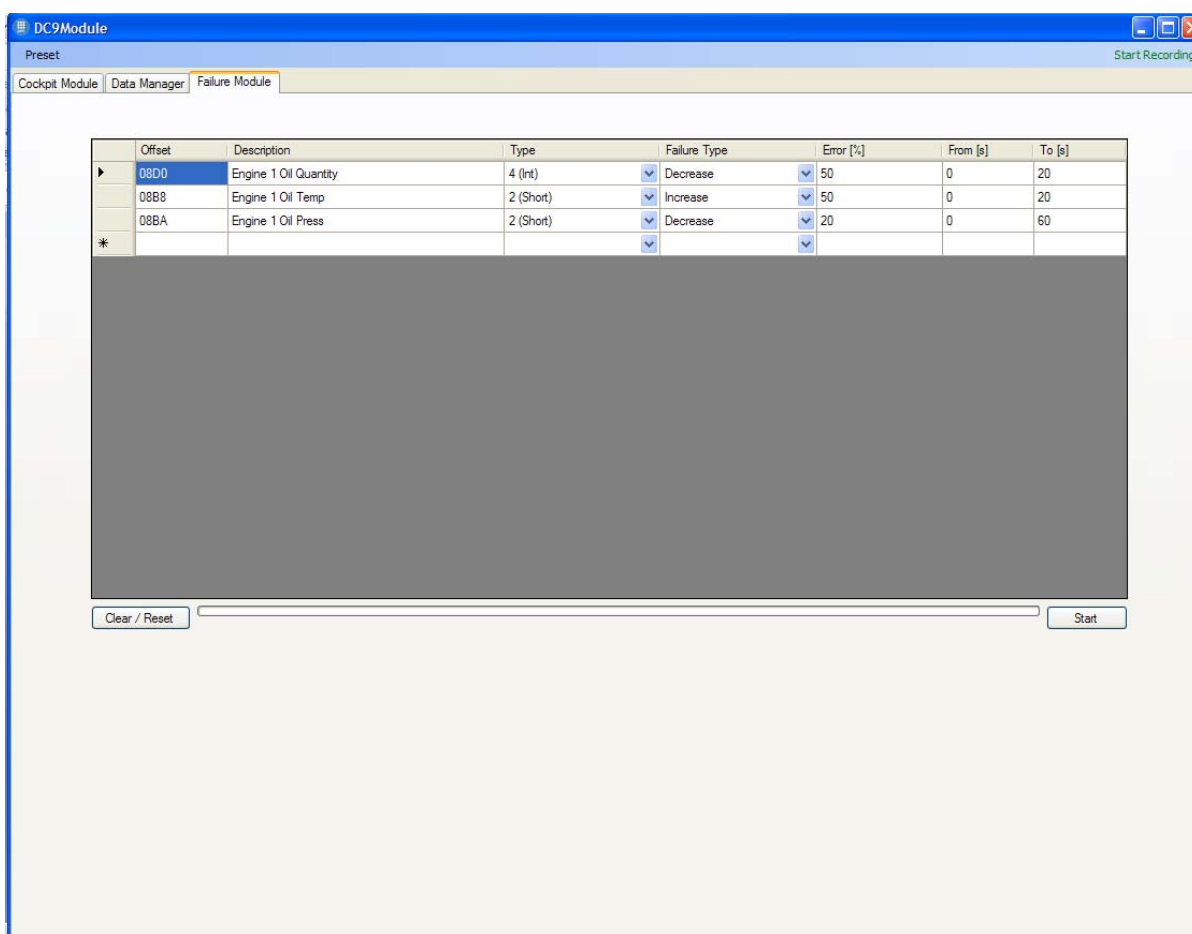 DC9Module
Preset Start Recording
Cockpit Module Data Manager Failure Module
Offset Description Type Failure Type Error [%] From [s] To [s]
08D0 Engine 1 Oil Quantity 4 (Int) Decrease 50 0 20
08B8 Engine 1 Oil Temp 2 (Short) Increase 50 0 20
08BA Engine 1 Oil Press 2 (Short) Decrease 20 0 60
Clear / Reset Start